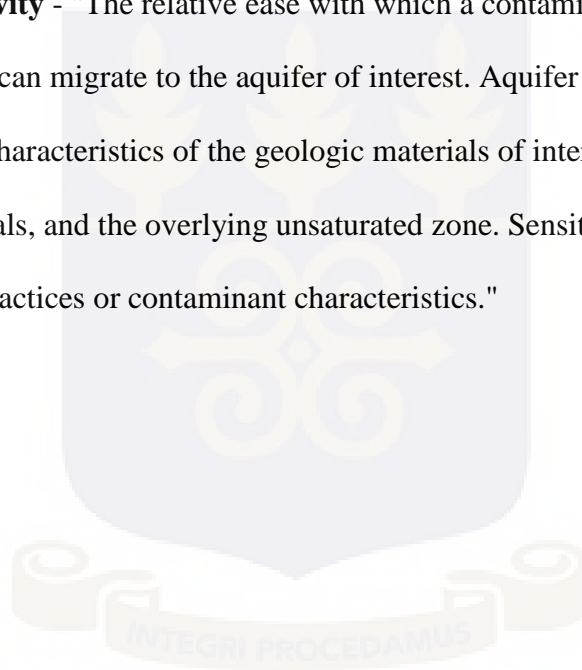 vity - "The relative ease with which a contami
can migrate to the aquifer of interest. Aquifer
haracteristics of the geologic materials of inte
als, and the overlying unsaturated zone. Sensit
actices or contaminant characteristics."
INTEGRI PROCEDAMUS